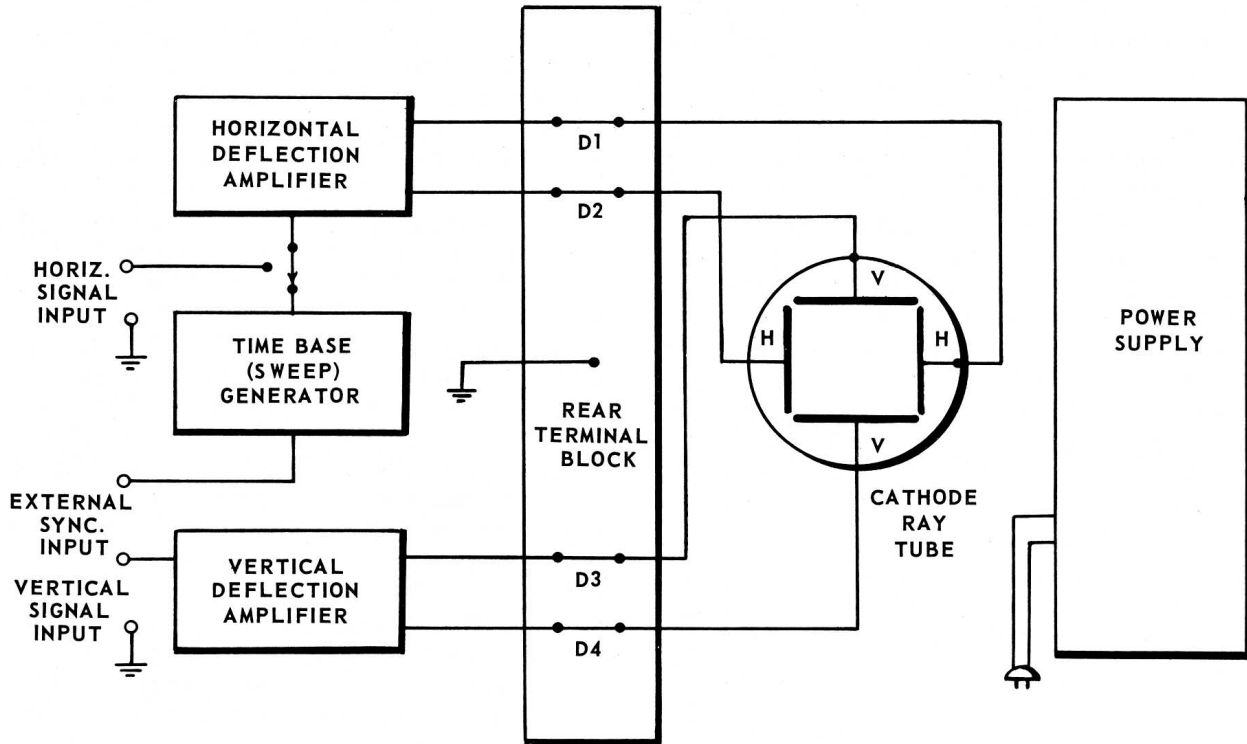 HORIZONTAL
DEFLECTION
AMPLIFIER
D1
D2
HORIZ.
SIGNAL
INPUT
TIME BASE
(SWEEP)
GENERATOR
EXTERNAL
SYNC.
INPUT
VERTICAL
SIGNAL
INPUT
VERTICAL
DEFLECTION
AMPLIFIER
REAR
TERMINAL
BLOCK
D3
D4
V
H
H
V
CATHODE
RAY
TUBE
POWER
SUPPLY